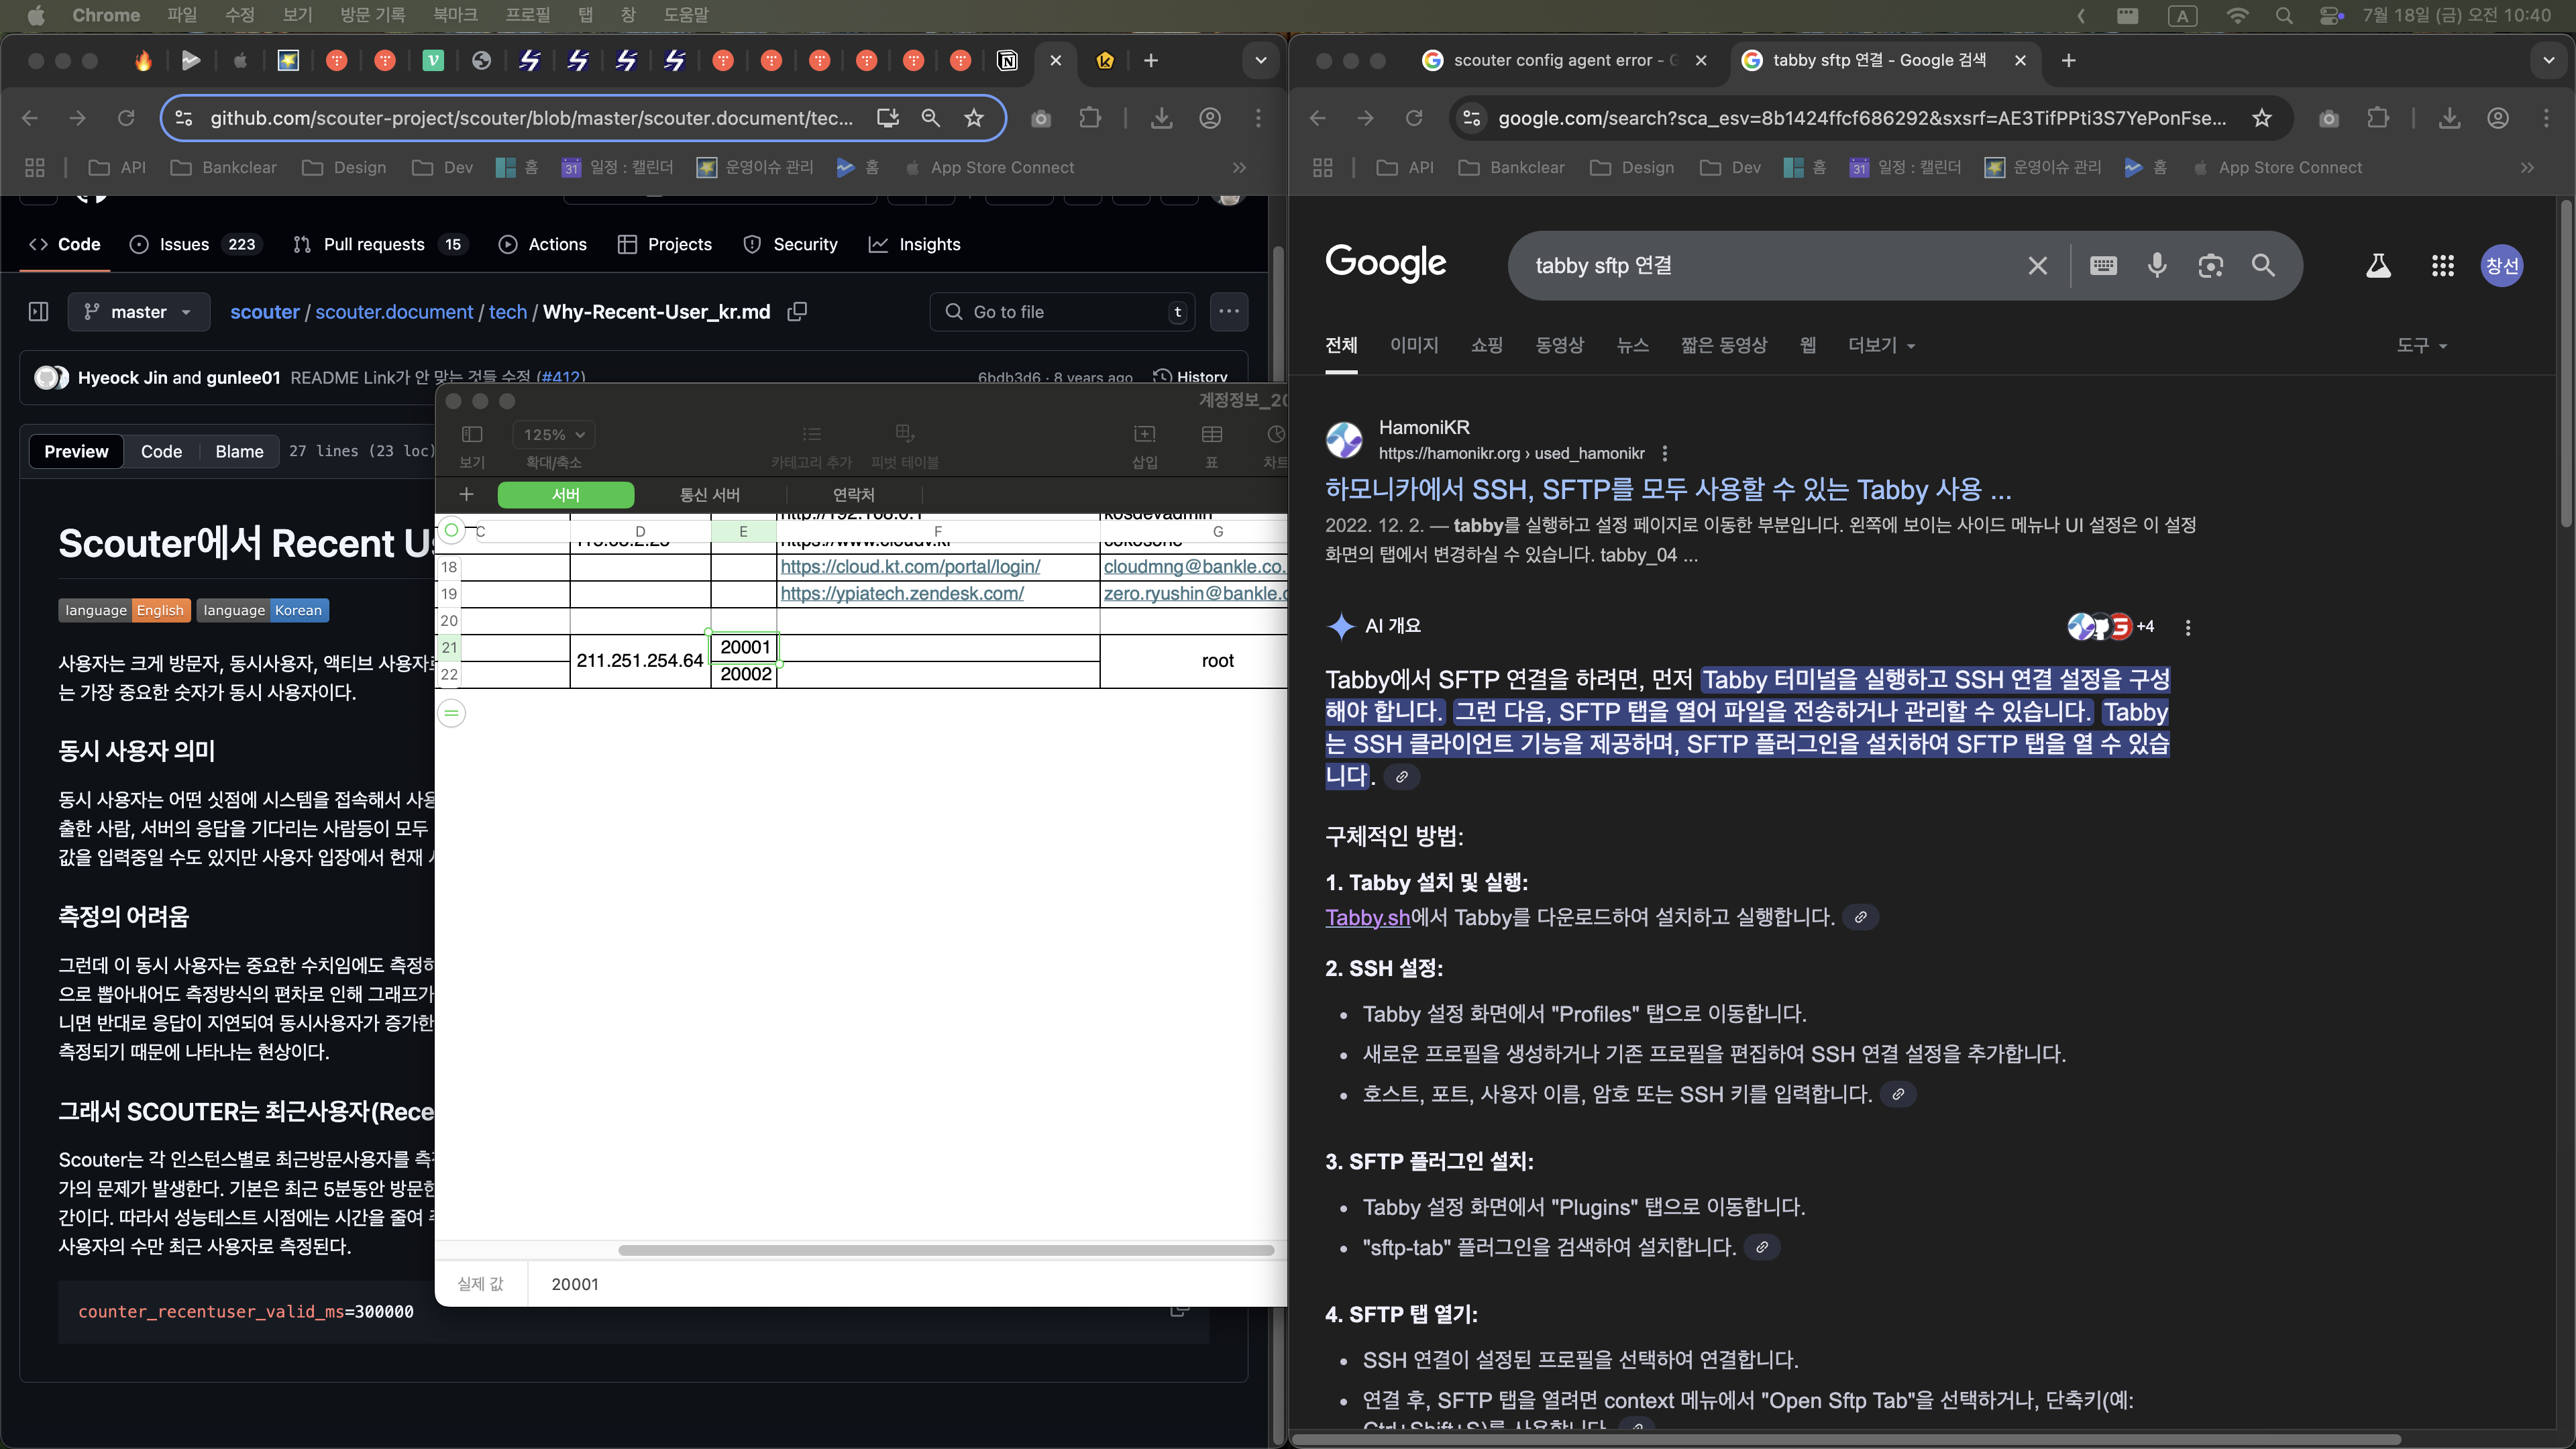 Chrome 파일 수정 보기 방문 기록 북마크 프로필 탭 창 도움말
A 7월 18일 (금) 오전 10:40
github.com/scouter-project/scouter/blob/master/scouter.document/tec...
API Bankclear Design Dev 홈 31 일정 : 캘린더 운영이슈 관리 홈 App Store Connect
Code Issues 223 Pull requests 15 Actions Projects Security Insights
master scouter / scouter.document / tech / Why-Recent-User_kr.md Go to file t
Hyeock Jin and gunlee01 README Link가 안 맞는 것들 수정 (#412) 6bdb3d6 · 8 years ago History
Preview Code Blame 27 lines (23 loc)
Scouter에서 Recent Us
language English language Korean
사용자는 크게 방문자, 동시사용자, 액티브 사용자로
는 가장 중요한 숫자가 동시 사용자이다.
동시 사용자 의미
동시 사용자는 어떤 싯점에 시스템을 접속해서 사용
출한 사람, 서버의 응답을 기다리는 사람등이 모두
값을 입력중일 수도 있지만 사용자 입장에서 현재
측정의 어려움
그런데 이 동시 사용자는 중요한 수치임에도 측정하
으로 뽑아내어도 측정방식의 편차로 인해 그래프가
니면 반대로 응답이 지연되여 동시사용자가 증가한
측정되기 때문에 나타나는 현상이다.
그래서 SCOUTER는 최근사용자(Rece
Scouter는 각 인스턴스별로 최근방문사용자를 측
가의 문제가 발생한다. 기본은 최근 5분동안 방문한
간이다. 따라서 성능테스트 시점에는 시간을 줄여
사용자의 수만 최근 사용자로 측정된다.
counter_recentuser_valid_ms=300000
계정정보_20
125%
보기 확대/축소 카테고리 추가 피벗 테이블 삽입 표 차트
서버 통신 서버 연락처
C D E F G
18 https://cloud.kt.com/portal/login/ cloudmng@bankle.co.
19 https://ypiatech.zendesk.com/ zero.ryushin@bankle.c
20
21 20001
211.251.254.64 root
22 20002
실제 값 20001
scouter config agent error - G
tabby sftp 연결 - Google 검색
google.com/search?sca_esv=8b1424ffcf686292&sxsrf=AE3TifPPti3S7YePonFse...
API Bankclear Design Dev 홈 31 일정 : 캘린더 운영이슈 관리 홈 App Store Connect
Google tabby sftp 연결 창선
전체 이미지 쇼핑 동영상 뉴스 짧은 동영상 웹 더보기 도구
HamoniKR
https://hamonikr.org › used_hamonikr
하모니카에서 SSH, SFTP를 모두 사용할 수 있는 Tabby 사용 ...
2022. 12. 2. — tabby를 실행하고 설정 페이지로 이동한 부분입니다. 왼쪽에 보이는 사이드 메뉴나 UI 설정은 이 설정
화면의 탭에서 변경하실 수 있습니다. tabby_04 ...
AI 개요 +4
Tabby에서 SFTP 연결을 하려면, 먼저 Tabby 터미널을 실행하고 SSH 연결 설정을 구성
해야 합니다. 그런 다음, SFTP 탭을 열어 파일을 전송하거나 관리할 수 있습니다. Tabby
는 SSH 클라이언트 기능을 제공하며, SFTP 플러그인을 설치하여 SFTP 탭을 열 수 있습
니다.
구체적인 방법:
1. Tabby 설치 및 실행:
Tabby.sh에서 Tabby를 다운로드하여 설치하고 실행합니다.
2. SSH 설정:
• Tabby 설정 화면에서 "Profiles" 탭으로 이동합니다.
• 새로운 프로필을 생성하거나 기존 프로필을 편집하여 SSH 연결 설정을 추가합니다.
• 호스트, 포트, 사용자 이름, 암호 또는 SSH 키를 입력합니다.
3. SFTP 플러그인 설치:
• Tabby 설정 화면에서 "Plugins" 탭으로 이동합니다.
• "sftp-tab" 플러그인을 검색하여 설치합니다.
4. SFTP 탭 열기:
• SSH 연결이 설정된 프로필을 선택하여 연결합니다.
• 연결 후, SFTP 탭을 열려면 context 메뉴에서 "Open Sftp Tab"을 선택하거나, 단축키(예:
Ctrl+Shift+S)를 사용합니다.